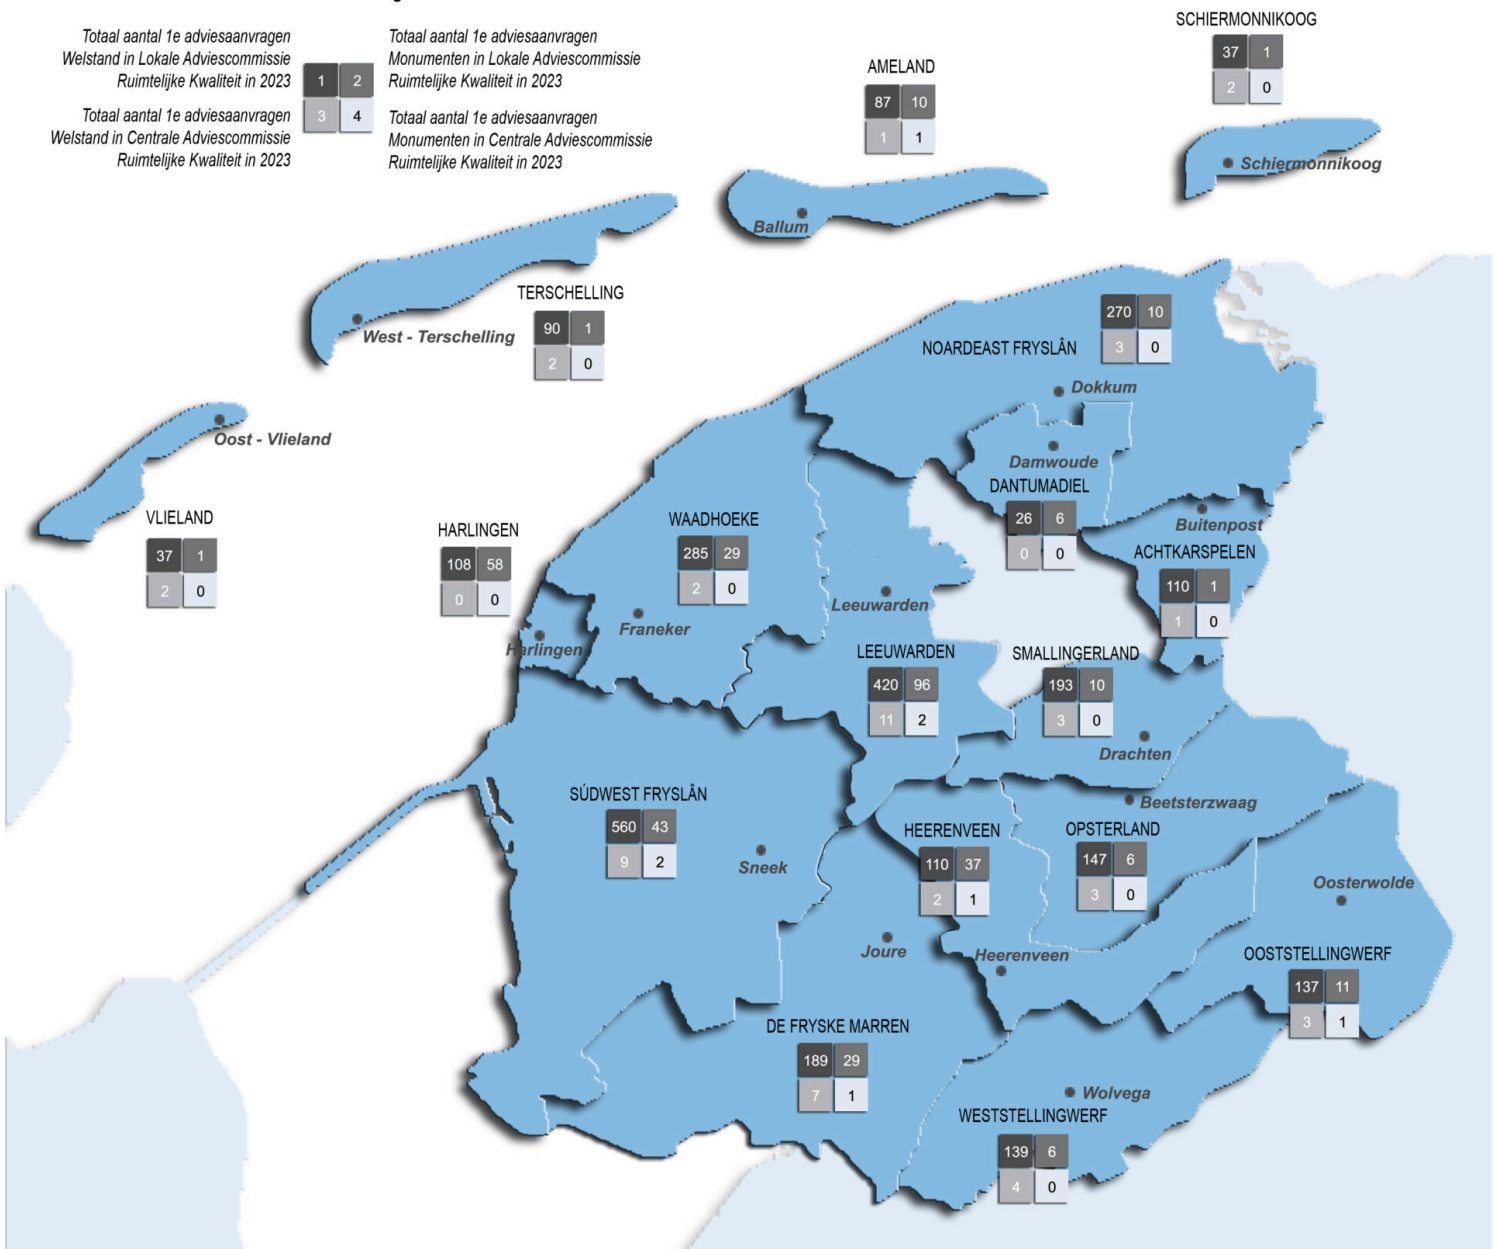 Totaal aantal 1e adviesaanvragen
Welstand in Lokale Adviescommissie
Ruimtelijke Kwaliteit in 2023
1 2
Totaal aantal 1e adviesaanvragen
Monumenten in Lokale Adviescommissie
Ruimtelijke Kwaliteit in 2023
Totaal aantal 1e adviesaanvragen
Welstand in Centrale Adviescommissie
Ruimtelijke Kwaliteit in 2023
3 4
Totaal aantal 1e adviesaanvragen
Monumenten in Centrale Adviescommissie
Ruimtelijke Kwaliteit in 2023
SCHIERMONNIKOOG
37 1
2 0
Schiermonnikoog
AMELAND
87 10
1 1
Ballum
TERSCHELLING
90 1
2 0
West - Terschelling
Oost - Vlieland
VLIELAND
37 1
2 0
NOARDEAST FRYSLÂN
270 10
3 0
Dokkum
Damwoude
DANTUMADIEL
26 6
0 0
Buitenpost
ACHTKARSPELEN
110 1
1 0
HARLINGEN
108 58
0 0
Harlingen
WAADHOEKE
285 29
2 0
Franeker
Leeuwarden
LEEUWARDEN
420 96
11 2
SMALLINGERLAND
193 10
3 0
Drachten
SÚDWEST FRYSLÂN
560 43
9 2
Sneek
HEERENVEEN
110 37
2 1
Heerenveen
Beetsterzwaag
OPSTERLAND
147 6
3 0
Oosterwolde
OOSTSTELLINGWERF
137 11
3 1
Joure
DE FRYSKE MARREN
189 29
7 1
Wolvega
WESTSTELLINGWERF
139 6
4 0